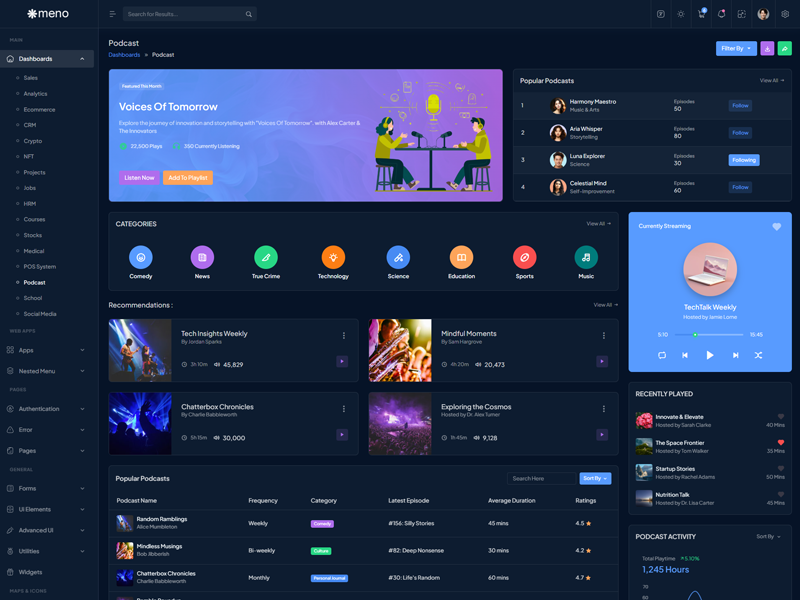 meno
Search for Results...
MAIN
Dashboards
Sales
Analytics
Ecommerce
CRM
Crypto
NFT
Projects
Jobs
HRM
Courses
Stocks
Medical
POS System
Podcast
School
Social Media
WEB APPS
Apps
Nested Menu
PAGES
Authentication
Error
Pages
GENERAL
Forms
UI Elements
Advanced UI
Utilities
Widgets
MAPS & ICONS
Podcast
Dashboards » Podcast
Filter By
Featured This Month
Voices Of Tomorrow
Explore the journey of innovation and storytelling with "Voices Of Tomorrow". with Alex Carter &
The Innovators
22,500 Plays
350 Currently Listening
Listen Now
Add To Playlist
Popular Podcasts
View All
1 Harmony Maestro Episodes Follow
Music & Arts 50
2 Aria Whisper Episodes Follow
Storytelling 80
3 Luna Explorer Episodes Following
Science 30
4 Celestial Mind Episodes Follow
Self-Improvement 60
CATEGORIES
View All
Comedy
News
True Crime
Technology
Science
Education
Sports
Music
Recommendations :
View All
Tech Insights Weekly
By Jordan Sparks
3h 10m 45,829
Mindful Moments
By Sam Hargrove
4h 20m 20,473
Chatterbox Chronicles
By Charlie Babbleworth
5h 15m 30,000
Exploring the Cosmos
Hosted by Dr. Alex Turner
1h 45m 9,128
Popular Podcasts
Search Here
Sort By
Podcast Name Frequency Category Latest Episode Average Duration Ratings
Random Ramblings
Alice Mumbleton
Weekly Comedy #156: Silly Stories 45 mins 4.5
Mindless Musings
Bob Jibberish
Bi-weekly Culture #82: Deep Nonsense 30 mins 4.2
Chatterbox Chronicles
Charlie Babbleworth
Monthly Personal Journal #30: Life's Random 60 mins 4.7
Currently Streaming
TechTalk Weekly
Hosted by Jamie Lorne
5:10 15:45
RECENTLY PLAYED
Innovate & Elevate
Hosted by Sarah Clarke 40 Mins
The Space Frontier
Hosted by Tom Walker 35 Mins
Startup Stories
Hosted by Rachel Adams 50 Mins
Nutrition Talk
Hosted by Dr. Lisa Carter 45 Mins
PODCAST ACTIVITY
Sort By
Total Playtime 5.10%
1,245 Hours
70
60